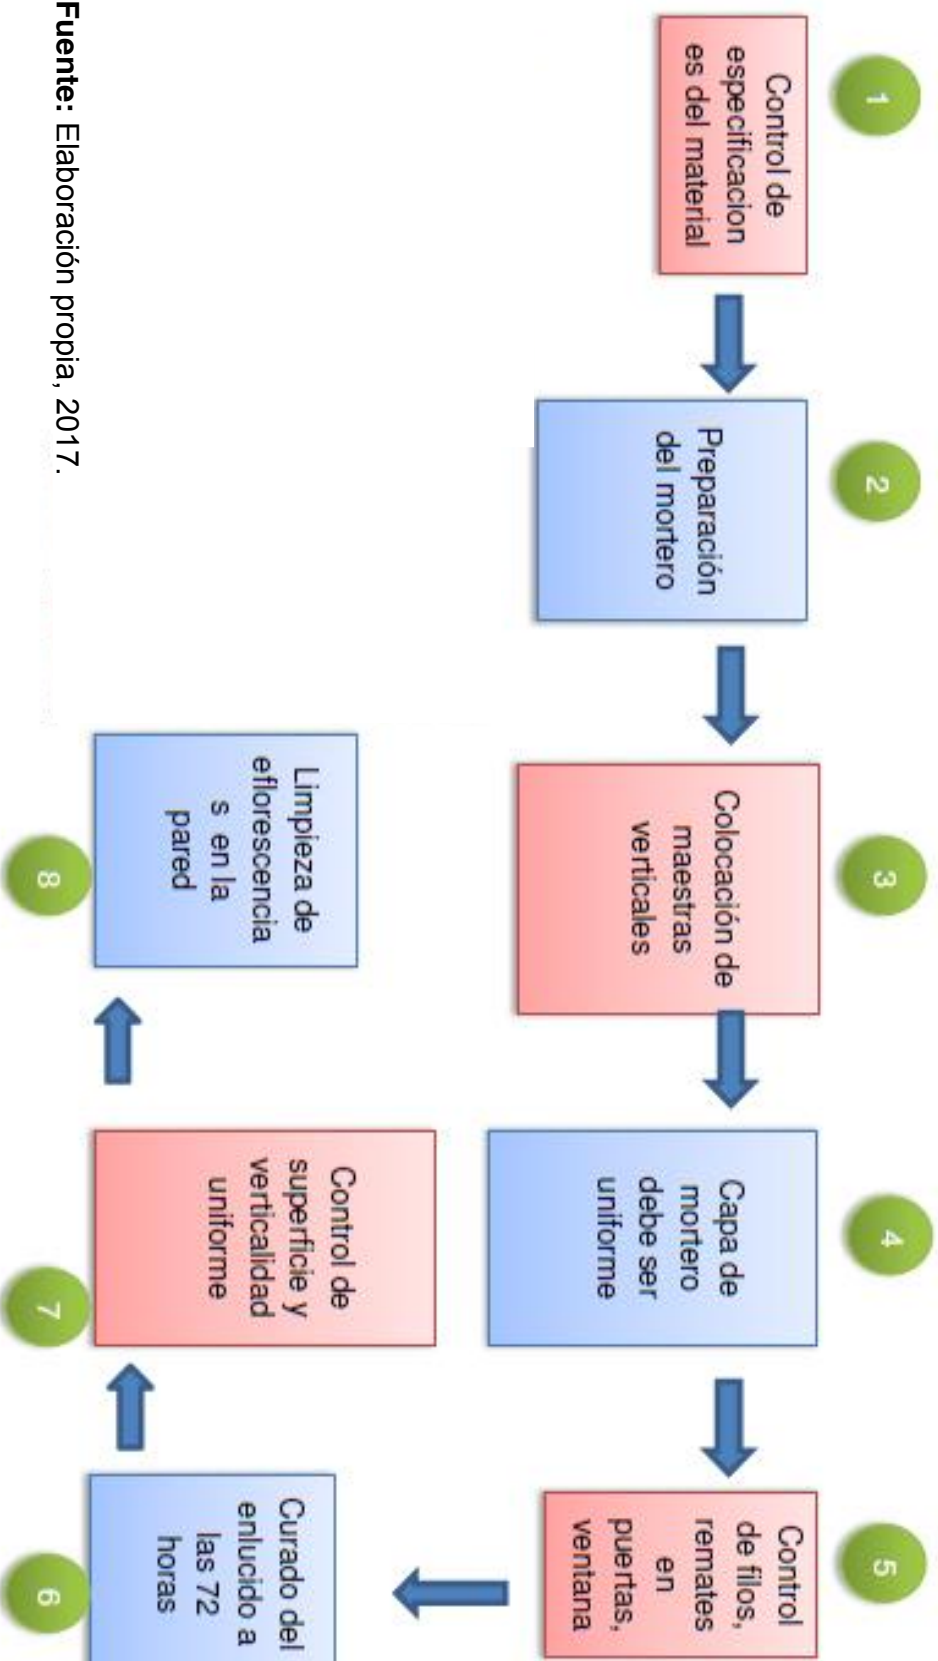 1
Control de
especificacion
es del material
2
Preparación
del mortero
3
Colocación de
maestras
verticales
4
Capa de
mortero
debe ser
uniforme
5
Control
de filos,
remates
en
puertas,
ventana
Curado del
enlucido a
las 72
horas
6
Control de
superficie y
verticalidad
uniforme
7
Limpieza de
eflorescencia
s en la
pared
8
Fuente: Elaboración propia, 2017.